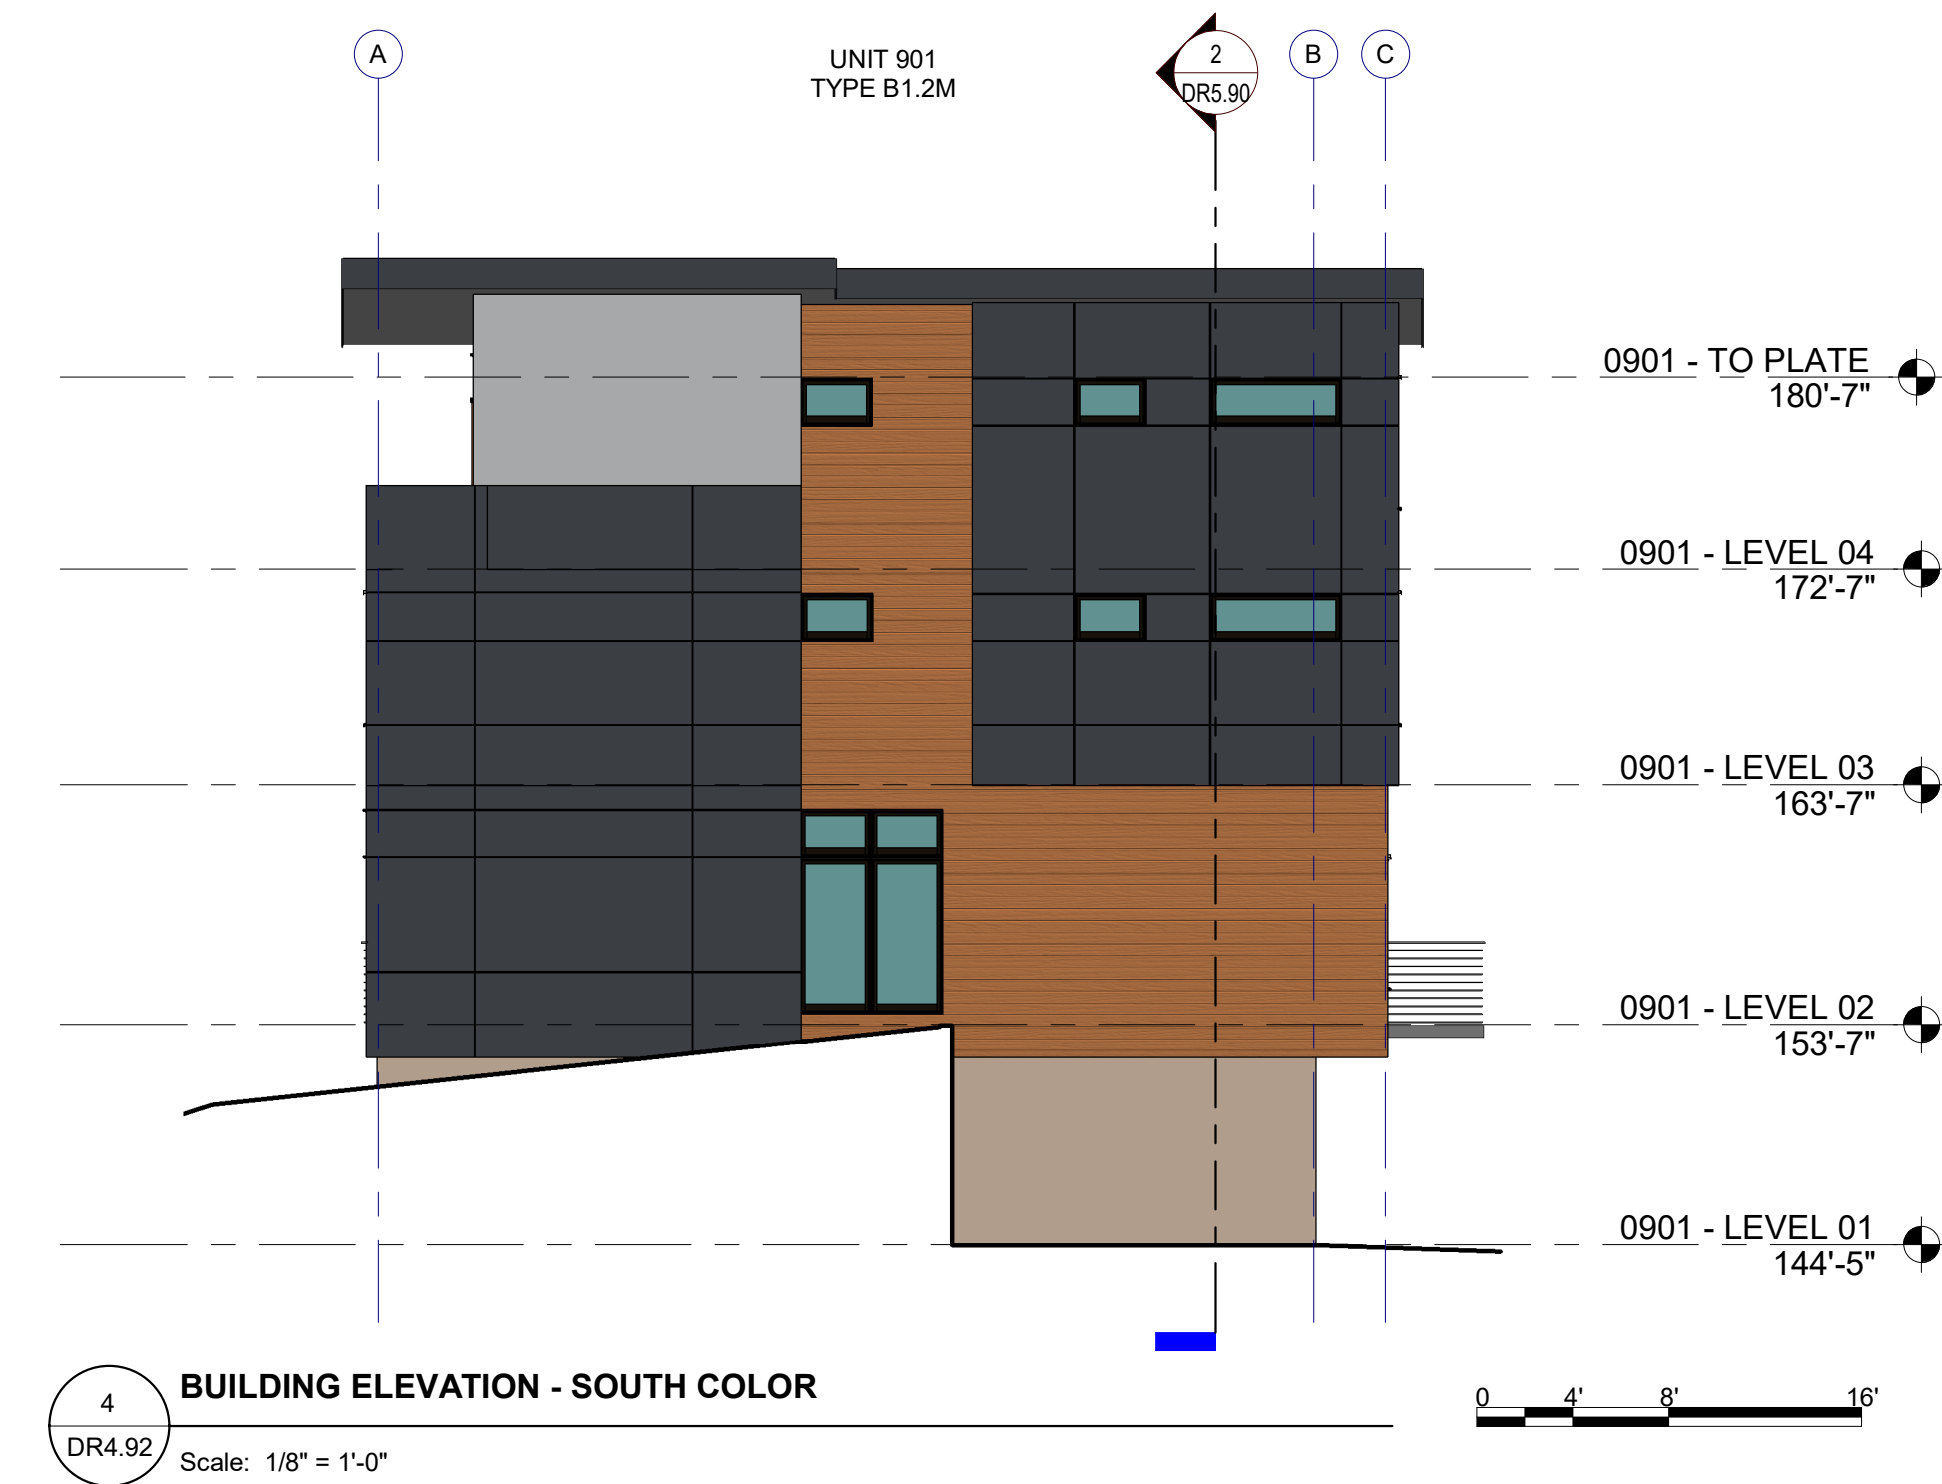 A
UNIT 901
TYPE B1.2M
2
DR5.90
B
C
0901 - TO PLATE
180'-7"
0901 - LEVEL 04
172'-7"
0901 - LEVEL 03
163'-7"
0901 - LEVEL 02
153'-7"
0901 - LEVEL 01
144'-5"
4
DR4.92
BUILDING ELEVATION - SOUTH COLOR
Scale: 1/8" = 1'-0"
0 4' 8' 16'